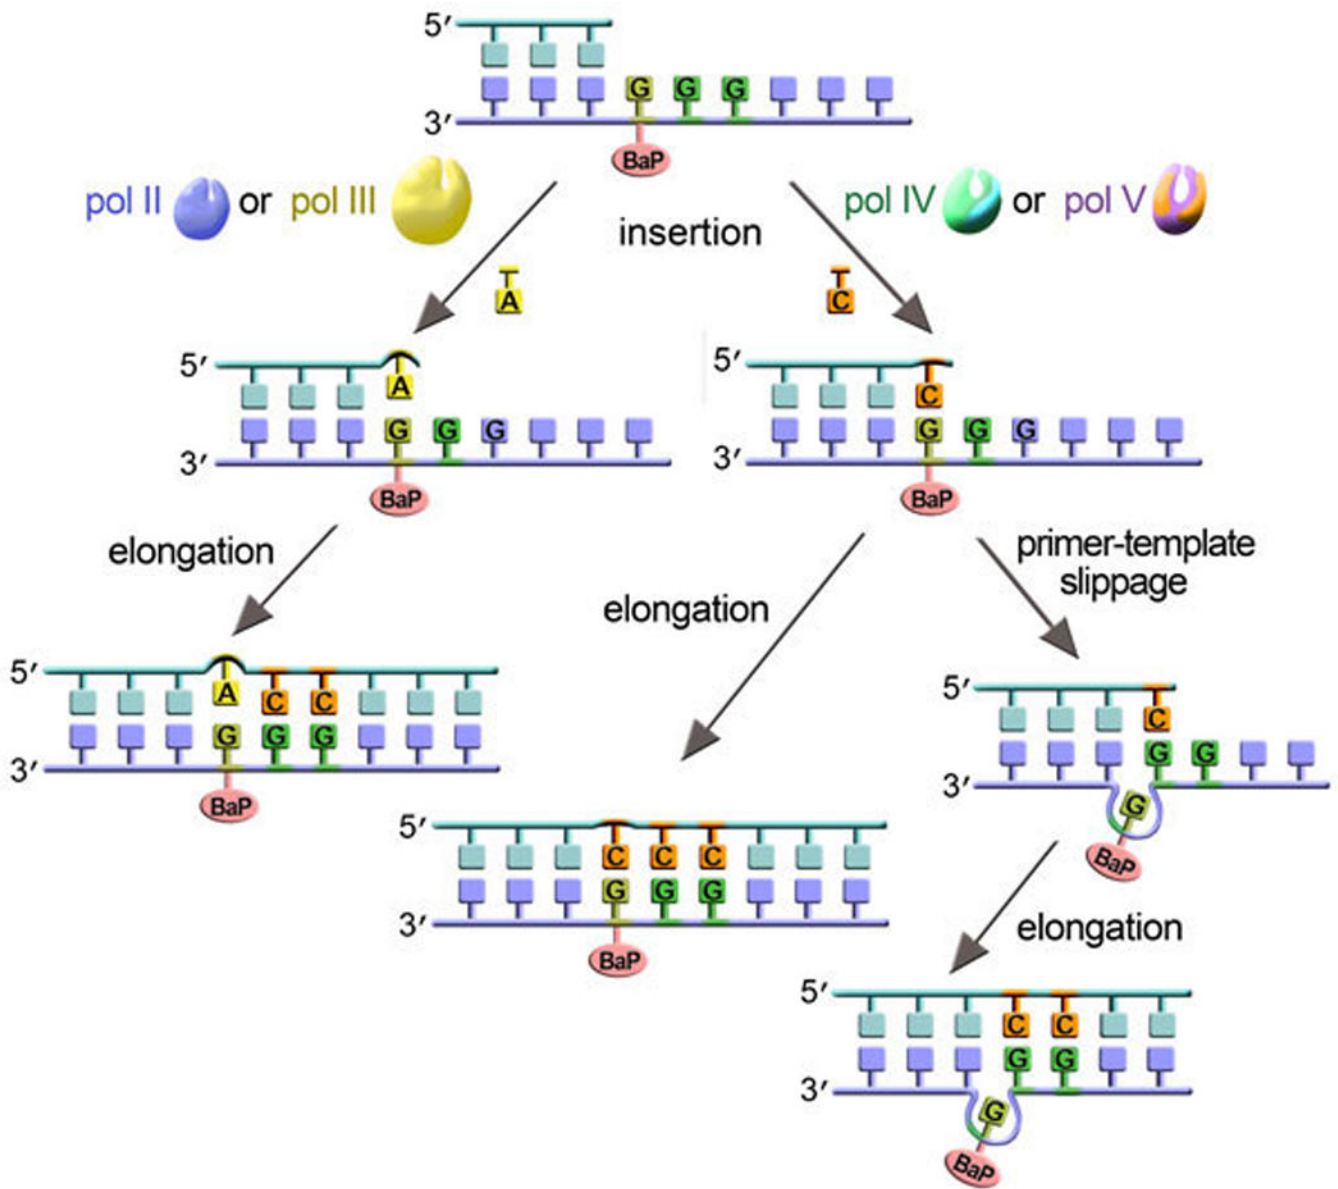 5′
G G G
3′
BaP
pol II or pol III
pol IV or pol V
insertion
A
C
5′
A
G G G
3′
BaP
5′
C
G G G
3′
BaP
elongation
elongation
primer-template
slippage
5′
A C C
G G G
3′
BaP
5′
C
G G
3′
G
BaP
5′
C C C
G G G
3′
BaP
elongation
5′
C C
G G
3′
G
BaP